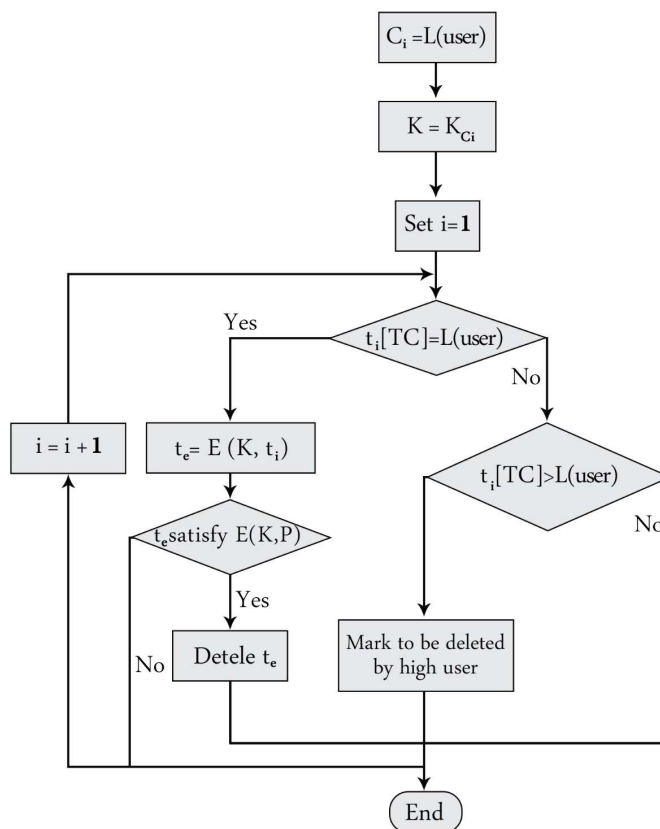 C_i =L(user)
K = K_Ci
Set i=1
Yes
t_i[TC]=L(user)
No
i = i + 1
t_e= E (K, t_i)
t_i[TC]>L(user)
No
t_e satisfy E(K,P)
Yes
No
Detele t_e
Mark to be deleted
by high user
End